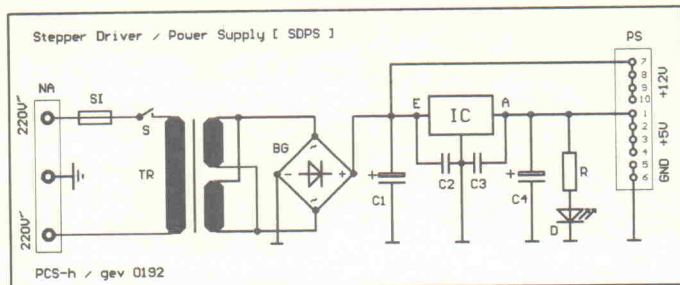 Stepper Driver / Power Supply [ SDPS ]
PS
NA
SI
S
220V~
TR
220V~
BG
~
-
+
~
E
IC
A
+
C1
C2
C3
+
C4
R
D
7
8
9
10
1
2
3
4
5
6
+12V
+5V
GND
PCS-h / gev 0192